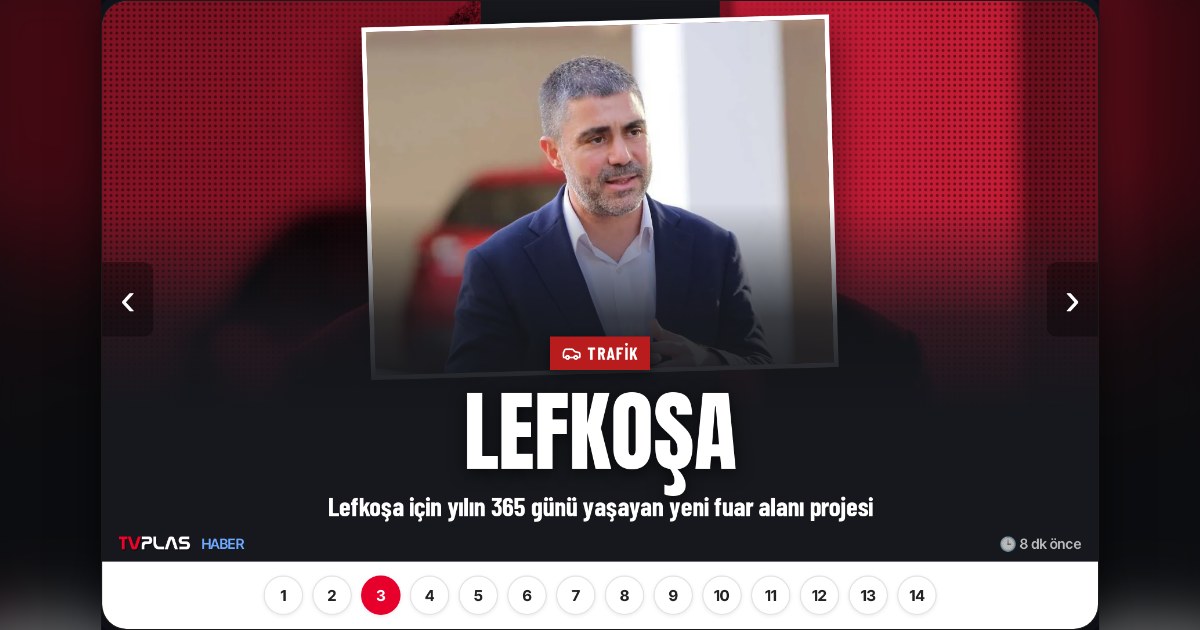 TRAFİK
LEFKOŞA
Lefkoşa için yılın 365 günü yaşayan yeni fuar alanı projesi
TVPLAS HABER
8 dk önce
1 2 3 4 5 6 7 8 9 10 11 12 13 14